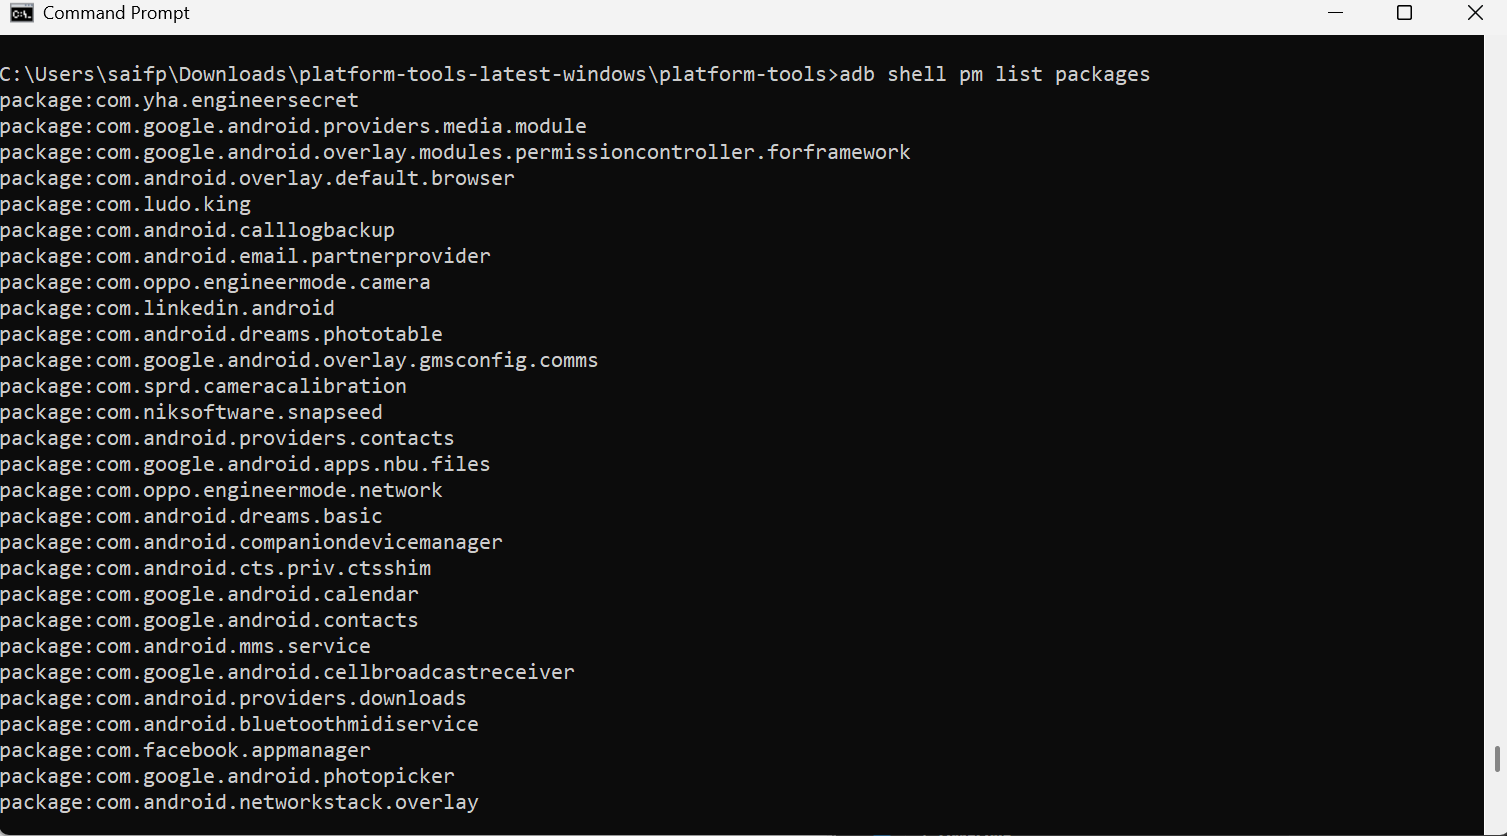 Command Prompt
C:\Users\saifp\Downloads\platform-tools-latest-windows\platform-tools>adb shell pm list packages
package:com.yha.engineersecret
package:com.google.android.providers.media.module
package:com.google.android.overlay.modules.permissioncontroller.forframework
package:com.android.overlay.default.browser
package:com.ludo.king
package:com.android.calllogbackup
package:com.android.email.partnerprovider
package:com.oppo.engineermode.camera
package:com.linkedin.android
package:com.android.dreams.phototable
package:com.google.android.overlay.gmsconfig.comms
package:com.sprd.cameracalibration
package:com.niksoftware.snapseed
package:com.android.providers.contacts
package:com.google.android.apps.nbu.files
package:com.oppo.engineermode.network
package:com.android.dreams.basic
package:com.android.companiondevicemanager
package:com.android.cts.priv.ctsshim
package:com.google.android.calendar
package:com.google.android.contacts
package:com.android.mms.service
package:com.google.android.cellbroadcastreceiver
package:com.android.providers.downloads
package:com.android.bluetoothmidiservice
package:com.facebook.appmanager
package:com.google.android.photopicker
package:com.android.networkstack.overlay